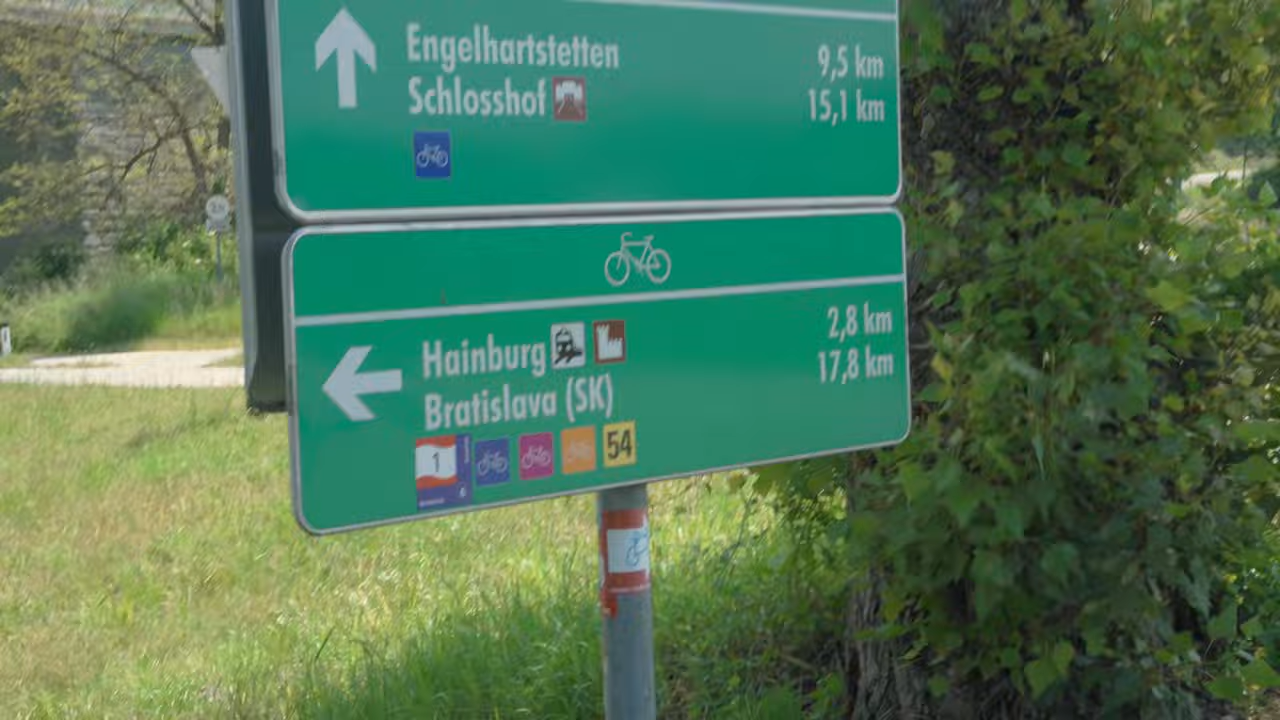 Engelhartstetten 9,5 km
Schlosshof 15,1 km
Hainburg 2,8 km
Bratislava (SK) 17,8 km
1 54